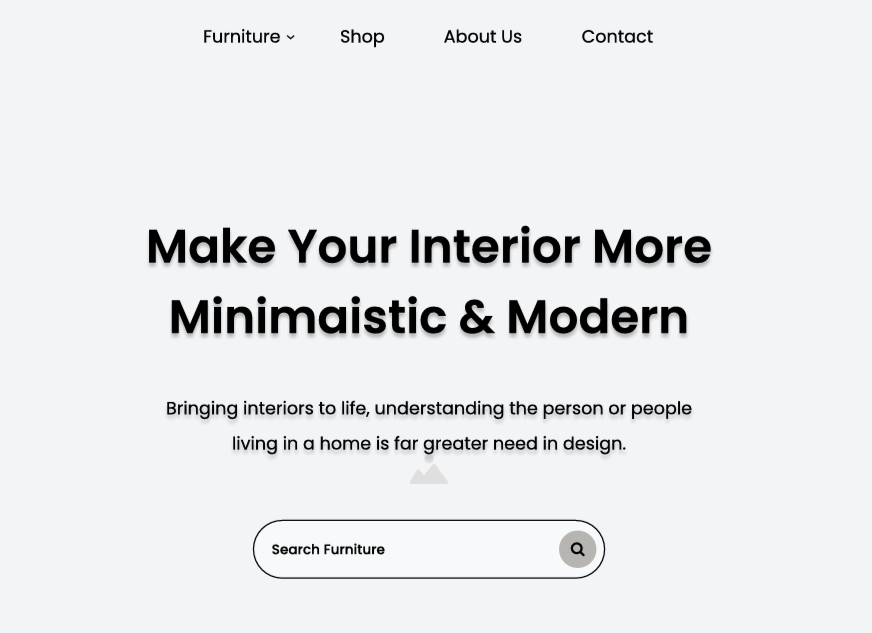 Furniture Shop About Us Contact
Make Your Interior More
Minimaistic & Modern
Bringing interiors to life, understanding the person or people
living in a home is far greater need in design.
Search Furniture